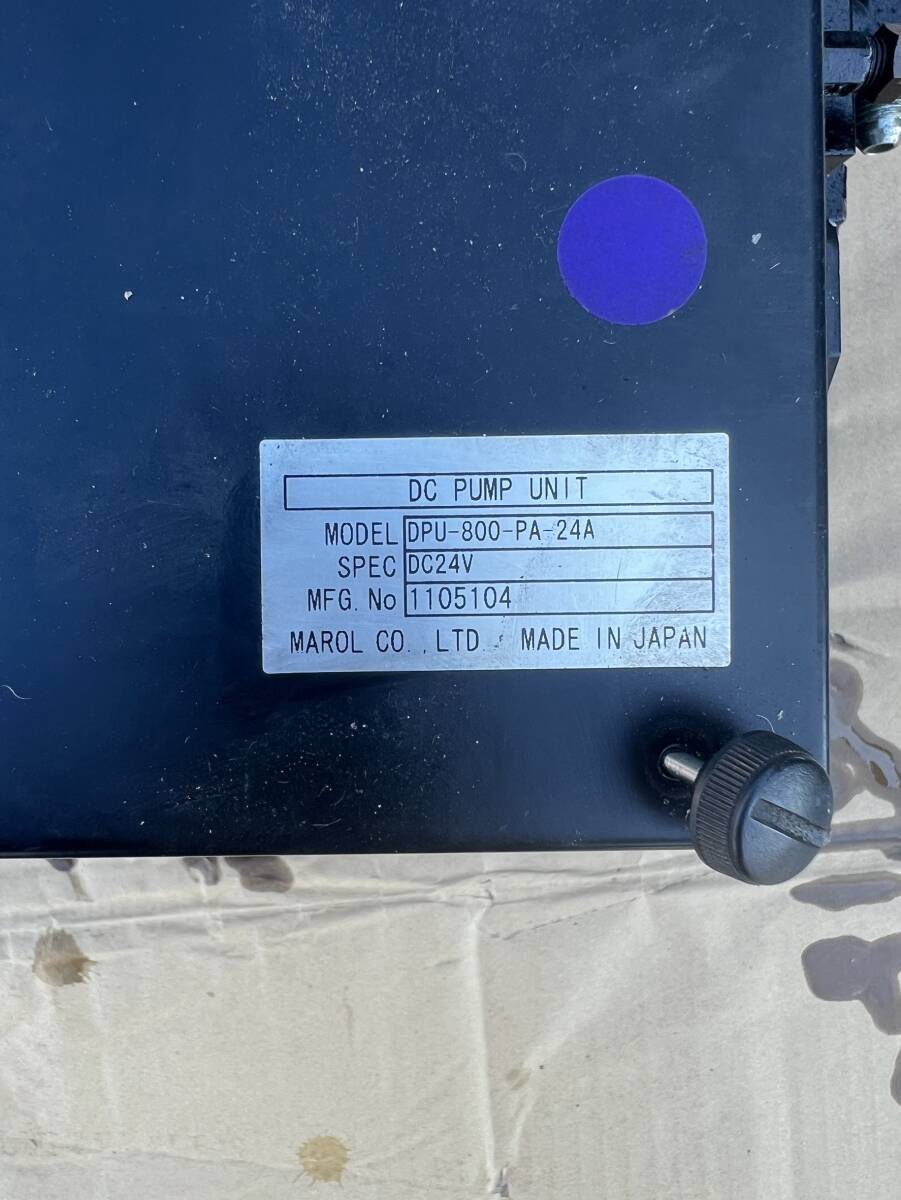 DC PUMP UNIT
MODEL DPU-800-PA-24A
SPEC DC24V
MFG. No 1105104
MAROL CO., LTD. MADE IN JAPAN